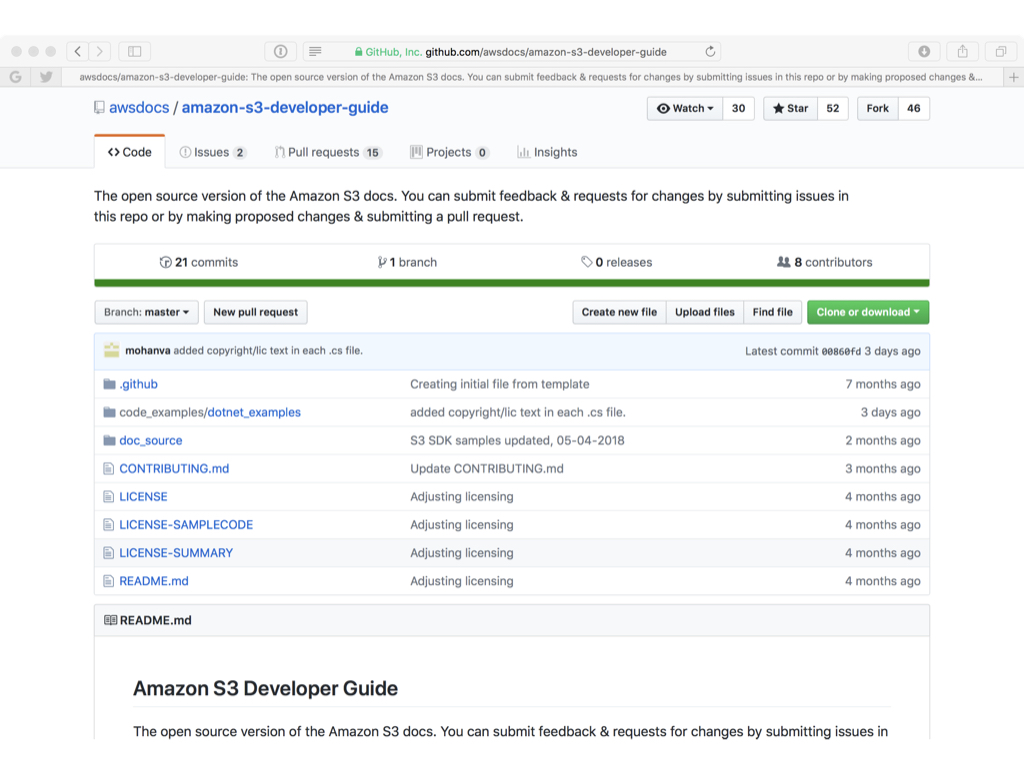 GitHub, Inc. github.com/awsdocs/amazon-s3-developer-guide
awsdocs/amazon-s3-developer-guide: The open source version of the Amazon S3 docs. You can submit feedback & requests for changes by submitting issues in this repo or by making proposed changes &...
awsdocs / amazon-s3-developer-guide
Watch 30 Star 52 Fork 46
Code Issues 2 Pull requests 15 Projects 0 Insights
The open source version of the Amazon S3 docs. You can submit feedback & requests for changes by submitting issues in
this repo or by making proposed changes & submitting a pull request.
21 commits 1 branch 0 releases 8 contributors
Branch: master New pull request Create new file Upload files Find file Clone or download
mohanva added copyright/lic text in each .cs file. Latest commit 00860fd 3 days ago
.github Creating initial file from template 7 months ago
code_examples/dotnet_examples added copyright/lic text in each .cs file. 3 days ago
doc_source S3 SDK samples updated, 05-04-2018 2 months ago
CONTRIBUTING.md Update CONTRIBUTING.md 3 months ago
LICENSE Adjusting licensing 4 months ago
LICENSE-SAMPLECODE Adjusting licensing 4 months ago
LICENSE-SUMMARY Adjusting licensing 4 months ago
README.md Adjusting licensing 4 months ago
README.md
Amazon S3 Developer Guide
The open source version of the Amazon S3 docs. You can submit feedback & requests for changes by submitting issues in